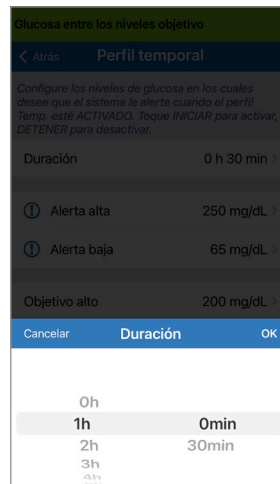 Glucosa entre los niveles objetivo
Atrás Perfil temporal
Configure los niveles de glucosa en los cuales
desee que el sistema le alerte cuando el perfil
Temp. esté ACTIVADO. Toque INICIAR para activar,
DETENER para desactivar.
Duración 0 h 30 min
Alerta alta 250 mg/dL
Alerta baja 65 mg/dL
Objetivo alto 200 mg/dL
Cancelar Duración OK
0h
1h 0min
2h 30min
3h
4h